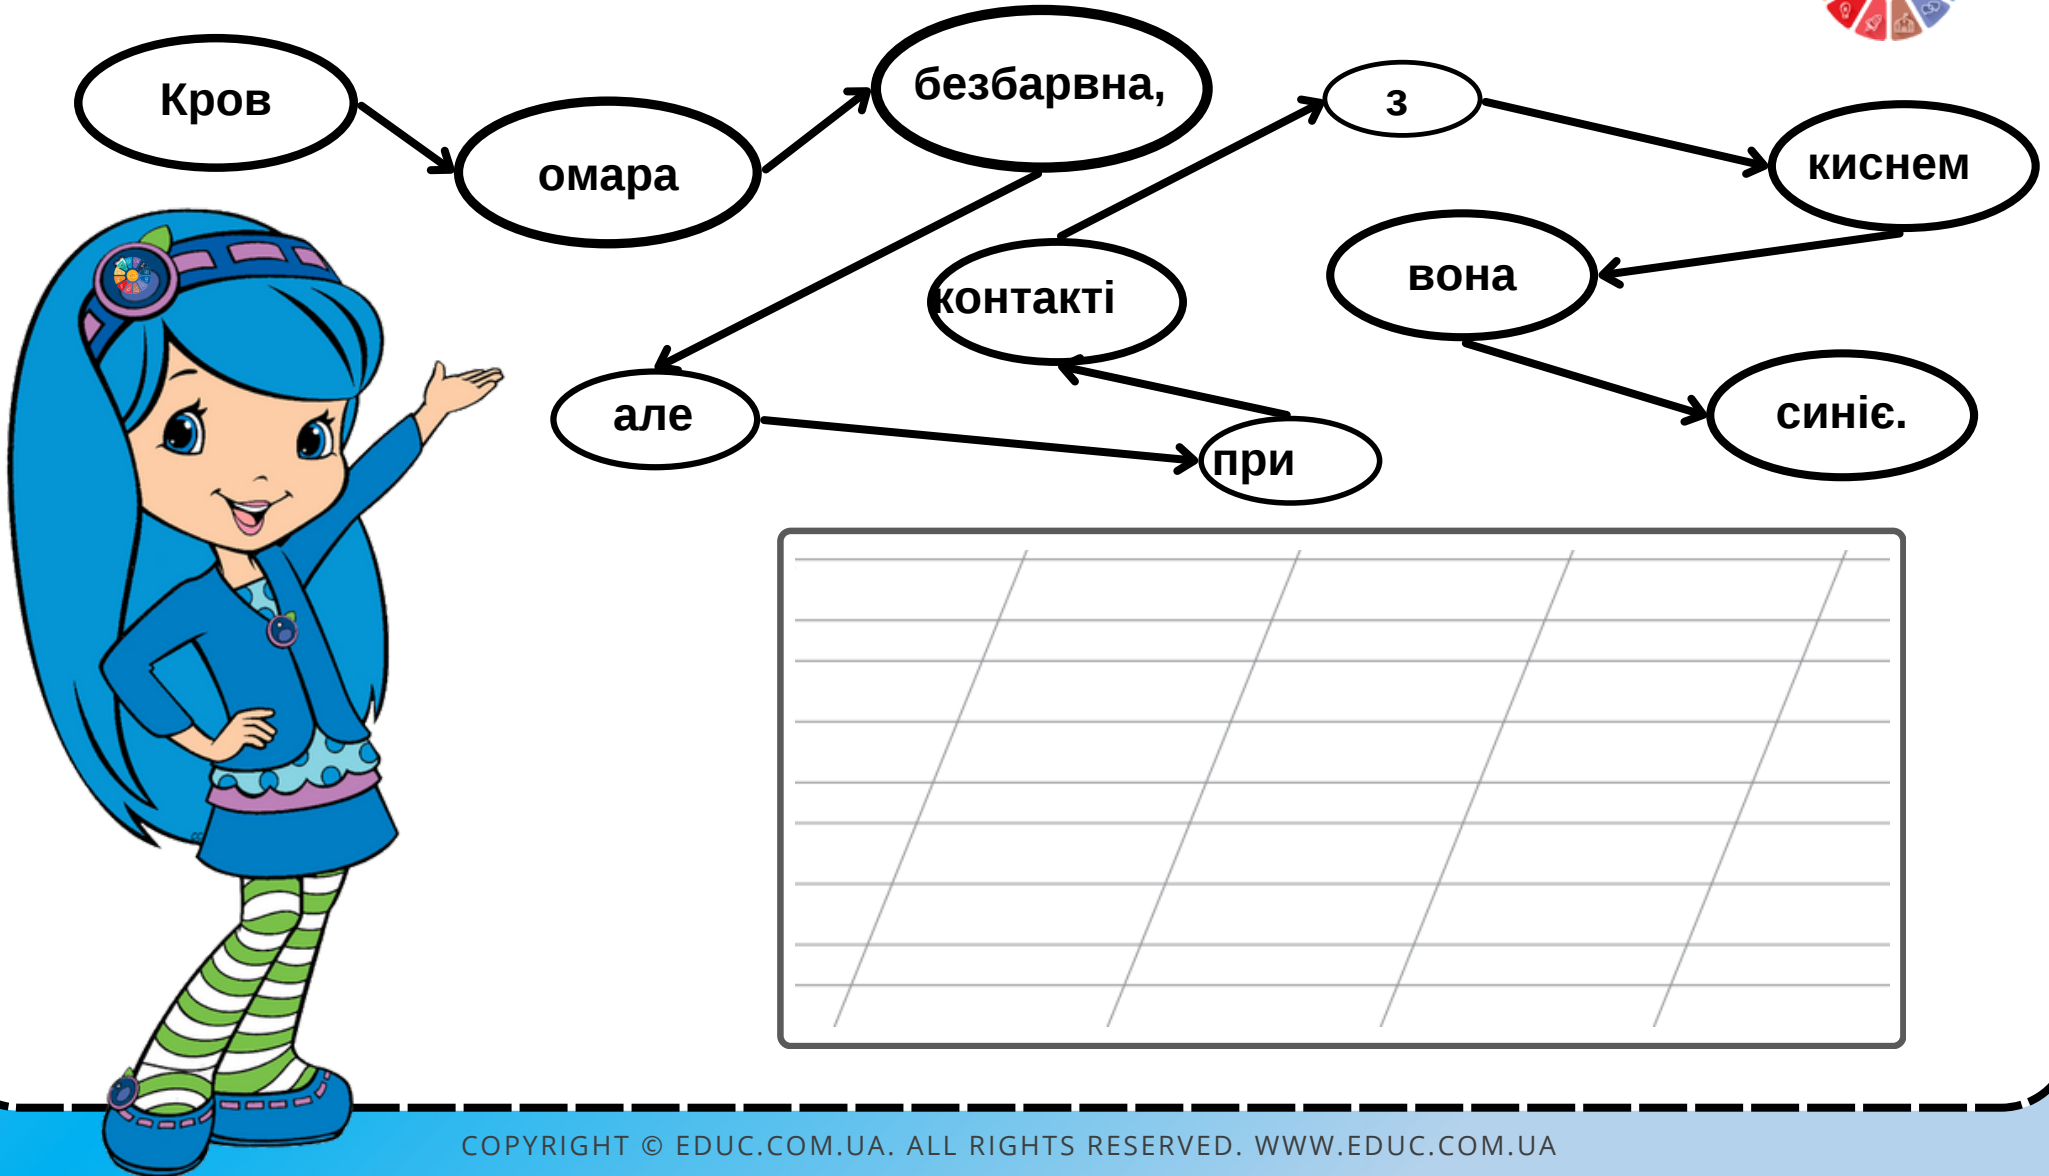 Кров
омара
безбарвна,
але
при
контакті
з
киснем
вона
синіє.
COPYRIGHT © EDUC.COM.UA. ALL RIGHTS RESERVED. WWW.EDUC.COM.UA